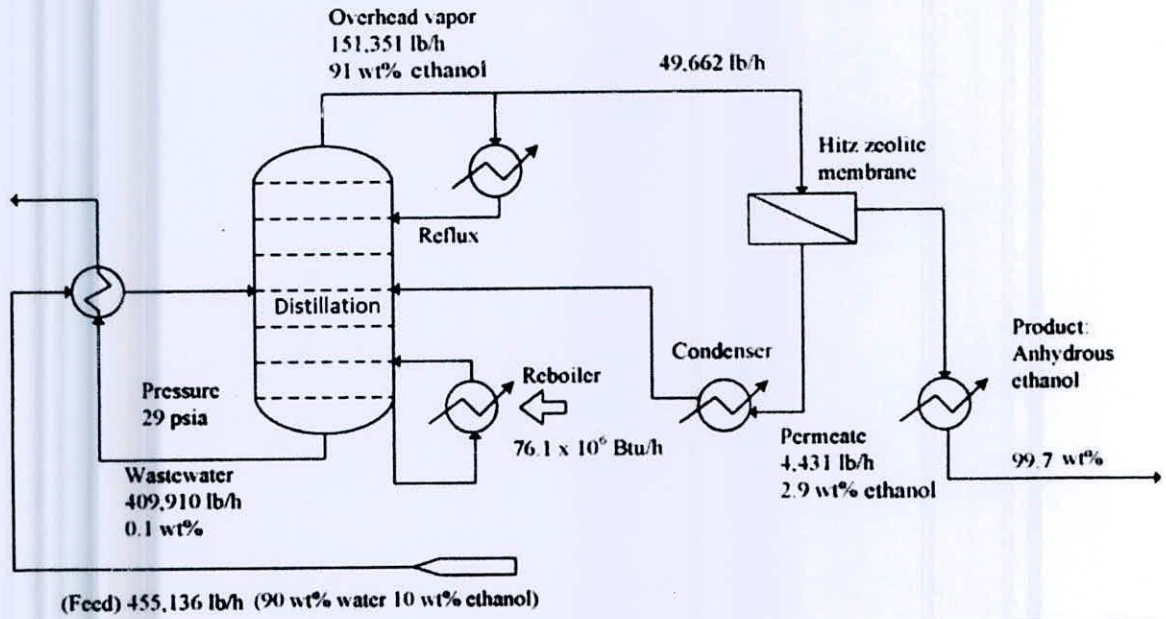 Overhead vapor
151,351 lb/h
91 wt% ethanol
49,662 lb/h
Hitz zeolite
membrane
Reflux
Distillation
Product:
Anhydrous
ethanol
Condenser
Reboiler
Pressure
29 psia
76.1 x 10⁶ Btu/h
Permeate
4,431 lb/h
2.9 wt% ethanol
99.7 wt%
Wastewater
409,910 lb/h
0.1 wt%
(Feed) 455,136 lb/h (90 wt% water 10 wt% ethanol)